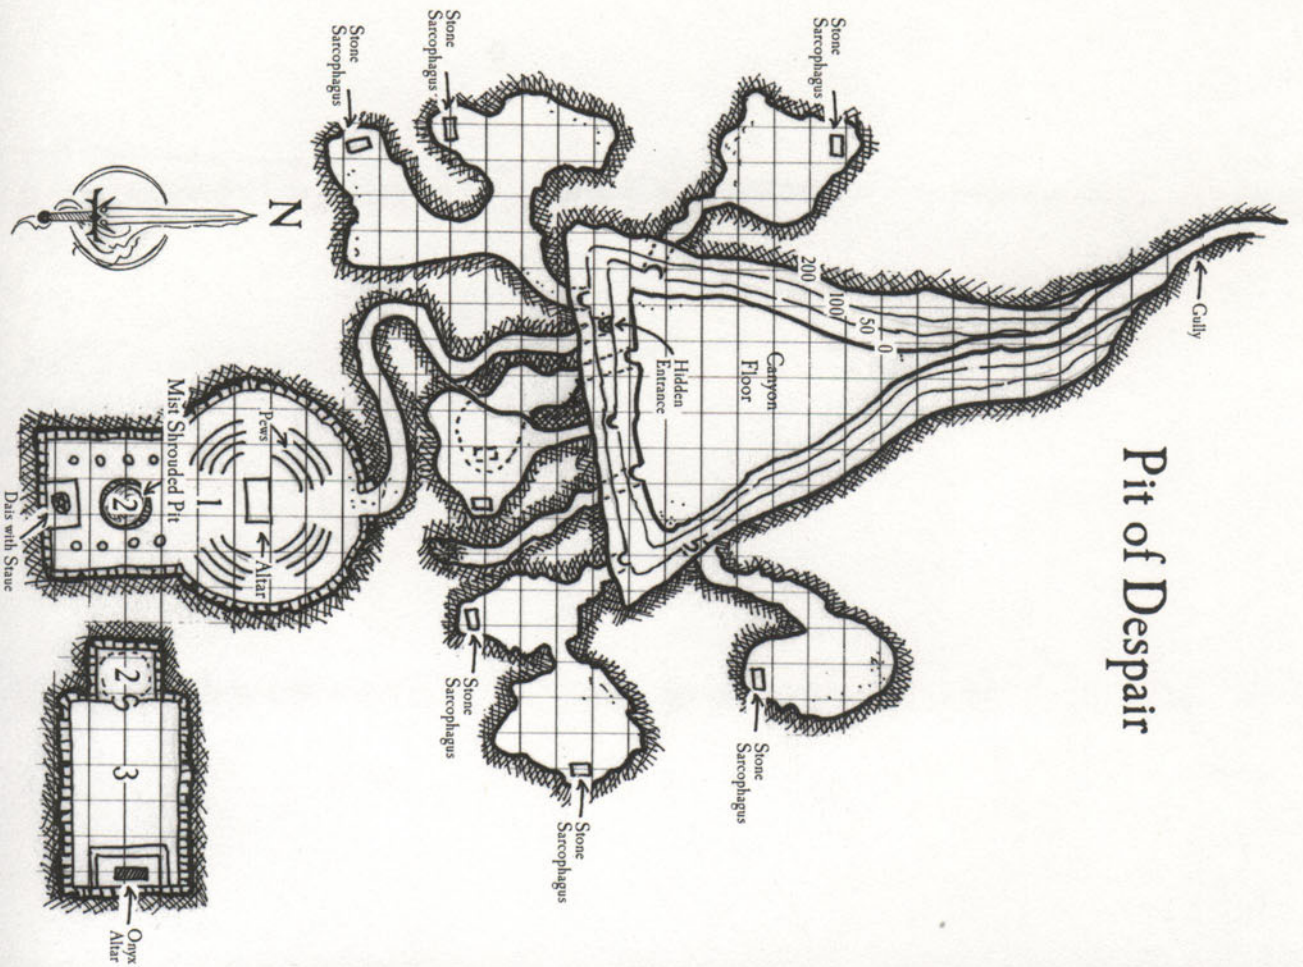 Pit of Despair
Gully
Stone
Sarcophagus
Stone
Sarcophagus
Stone
Sarcophagus
200
100
50
0
Canyon
Floor
Hidden
Entrance
N
Stone
Sarcophagus
Stone
Sarcophagus
Stone
Sarcophagus
Mist Shrouded Pit
Pews
1
Altar
2
Dais with Staue
2
3
Onyx
Altar